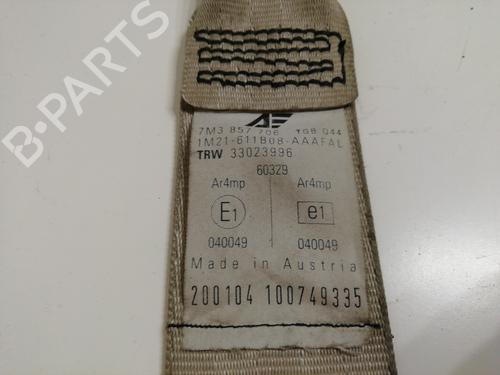 B-PARTS
7M3 857 706 TGB 044
1M21-611B08-AAAFAL
TRW 33023996
60329
Ar4mp Ar4mp
E1 e1
040049 040049
Made in Austria
200104 100749335